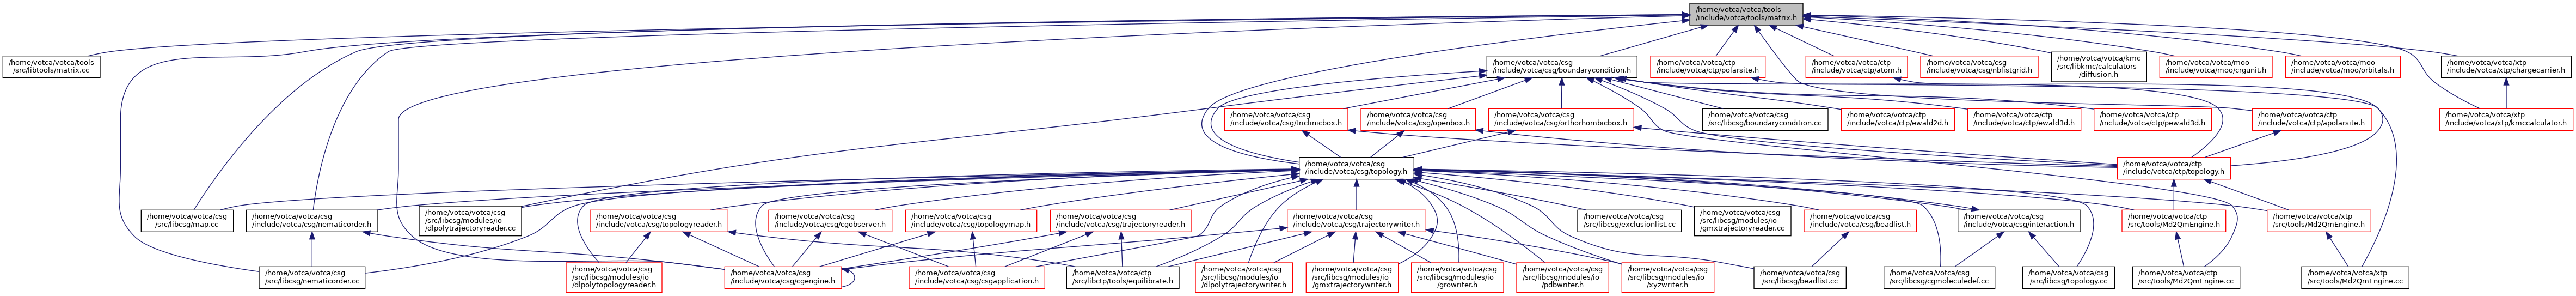 /home/votca/votca/tools
/include/votca/tools/matrix.h
/home/votca/votca/tools
/src/libtools/matrix.cc
/home/votca/votca/csg
/include/votca/csg/boundarycondition.h
/home/votca/votca/ctp
/include/votca/ctp/polarsite.h
/home/votca/votca/ctp
/include/votca/ctp/atom.h
/home/votca/votca/csg
/include/votca/csg/nblistgrid.h
/home/votca/votca/kmc
/src/libkmc/calculators
/diffusion.h
/home/votca/votca/moo
/include/votca/moo/crgunit.h
/home/votca/votca/moo
/include/votca/moo/orbitals.h
/home/votca/votca/xtp
/include/votca/xtp/chargecarrier.h
/home/votca/votca/csg
/include/votca/csg/triclinicbox.h
/home/votca/votca/csg
/include/votca/csg/openbox.h
/home/votca/votca/csg
/include/votca/csg/orthorhombicbox.h
/home/votca/votca/csg
/src/libcsg/boundarycondition.cc
/home/votca/votca/ctp
/include/votca/ctp/ewald2d.h
/home/votca/votca/ctp
/include/votca/ctp/ewald3d.h
/home/votca/votca/ctp
/include/votca/ctp/pewald3d.h
/home/votca/votca/ctp
/include/votca/ctp/apolarsite.h
/home/votca/votca/xtp
/include/votca/xtp/kmccalculator.h
/home/votca/votca/csg
/include/votca/csg/topology.h
/home/votca/votca/ctp
/include/votca/ctp/topology.h
/home/votca/votca/csg
/src/libcsg/map.cc
/home/votca/votca/csg
/include/votca/csg/nematicorder.h
/home/votca/votca/csg
/src/libcsg/modules/io
/dlpolytrajectoryreader.cc
/home/votca/votca/csg
/include/votca/csg/topologyreader.h
/home/votca/votca/csg
/include/votca/csg/cgobserver.h
/home/votca/votca/csg
/include/votca/csg/topologymap.h
/home/votca/votca/csg
/include/votca/csg/trajectoryreader.h
/home/votca/votca/csg
/include/votca/csg/trajectorywriter.h
/home/votca/votca/csg
/src/libcsg/exclusionlist.cc
/home/votca/votca/csg
/src/libcsg/modules/io
/gmxtrajectoryreader.cc
/home/votca/votca/csg
/include/votca/csg/beadlist.h
/home/votca/votca/csg
/include/votca/csg/interaction.h
/home/votca/votca/ctp
/src/tools/Md2QmEngine.h
/home/votca/votca/xtp
/src/tools/Md2QmEngine.h
/home/votca/votca/csg
/src/libcsg/nematicorder.cc
/home/votca/votca/csg
/src/libcsg/modules/io
/dlpolytopologyreader.h
/home/votca/votca/csg
/include/votca/csg/cgengine.h
/home/votca/votca/csg
/include/votca/csg/csgapplication.h
/home/votca/votca/ctp
/src/libctp/tools/equilibrate.h
/home/votca/votca/csg
/src/libcsg/modules/io
/dlpolytrajectorywriter.h
/home/votca/votca/csg
/src/libcsg/modules/io
/gmxtrajectorywriter.h
/home/votca/votca/csg
/src/libcsg/modules/io
/growriter.h
/home/votca/votca/csg
/src/libcsg/modules/io
/pdbwriter.h
/home/votca/votca/csg
/src/libcsg/modules/io
/xyzwriter.h
/home/votca/votca/csg
/src/libcsg/beadlist.cc
/home/votca/votca/csg
/src/libcsg/cgmoleculedef.cc
/home/votca/votca/csg
/src/libcsg/topology.cc
/home/votca/votca/ctp
/src/tools/Md2QmEngine.cc
/home/votca/votca/xtp
/src/tools/Md2QmEngine.cc